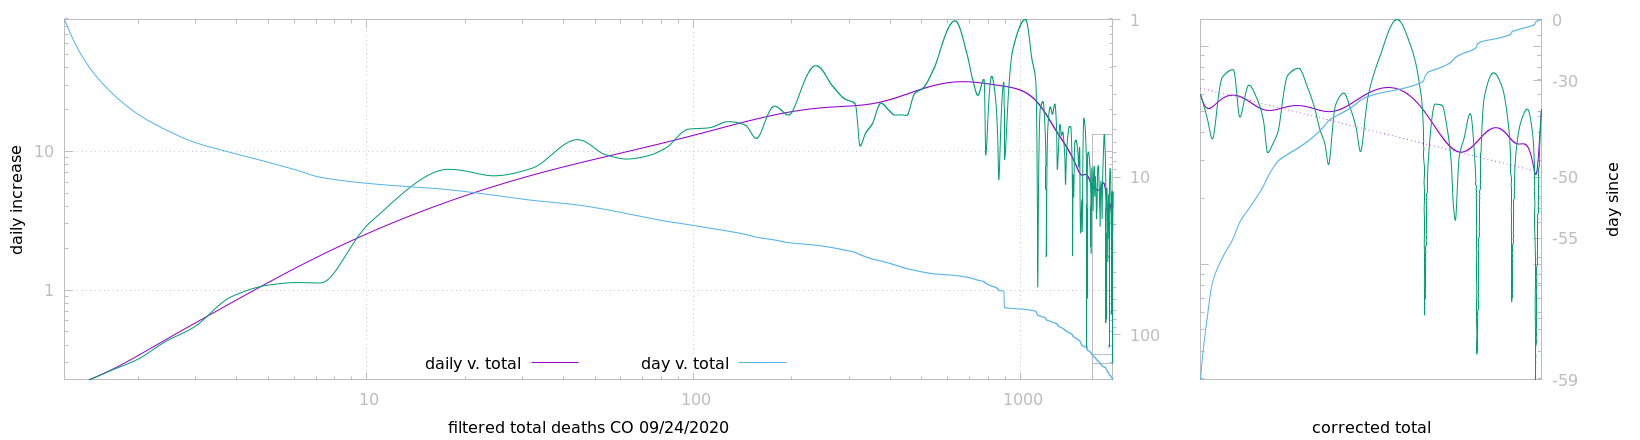 1
0
10
-30
daily increase
10
-50
day since
1
-55
100
daily v. total
day v. total
-59
10
100
1000
filtered total deaths CO 09/24/2020
corrected total